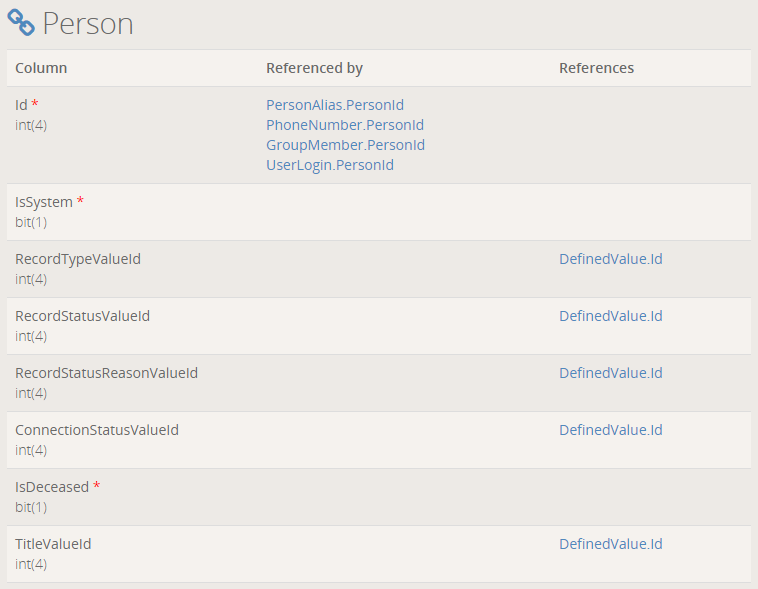 Person
Column Referenced by References
Id * PersonAlias.PersonId
int(4) PhoneNumber.PersonId
GroupMember.PersonId
UserLogin.PersonId
IsSystem *
bit(1)
RecordTypeValueId DefinedValue.Id
int(4)
RecordStatusValueId DefinedValue.Id
int(4)
RecordStatusReasonValueId DefinedValue.Id
int(4)
ConnectionStatusValueId DefinedValue.Id
int(4)
IsDeceased *
bit(1)
TitleValueId DefinedValue.Id
int(4)